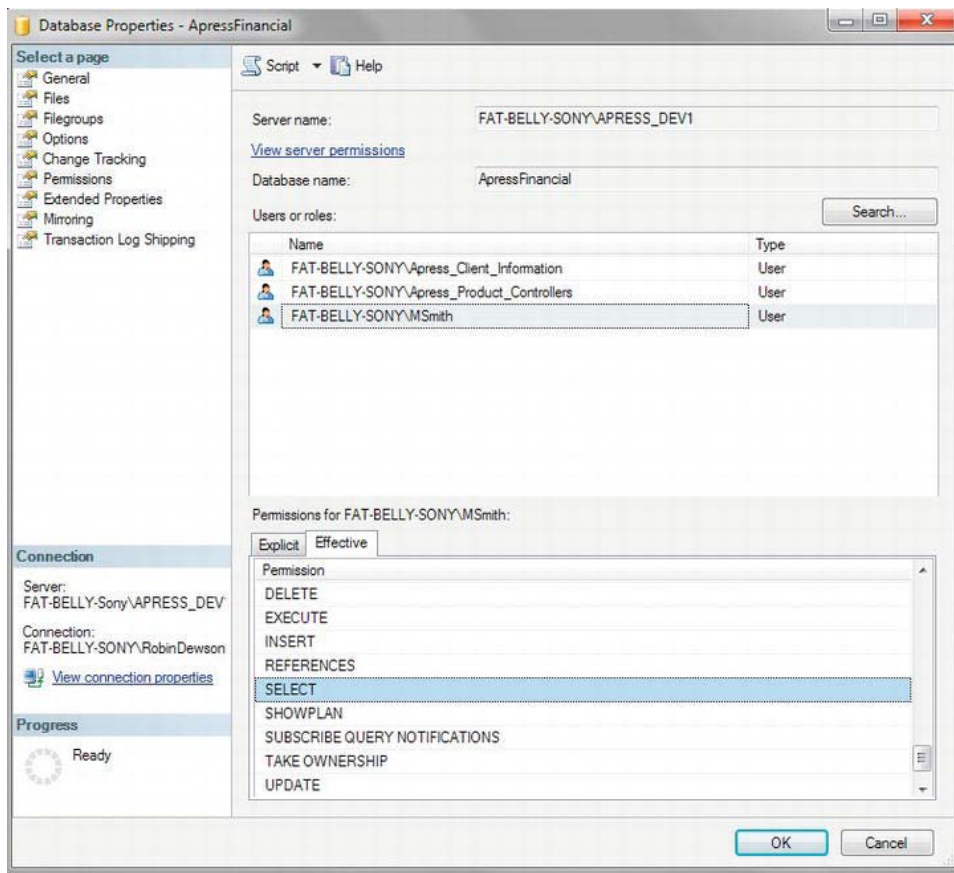 Database Properties - ApressFinancial
Select a page
General
Files
Filegroups
Options
Change Tracking
Permissions
Extended Properties
Mirroring
Transaction Log Shipping
Script Help
Server name: FAT-BELLY-SONY\APRESS_DEV1
View server permissions
Database name: ApressFinancial
Users or roles: Search...
Name Type
FAT-BELLY-SONY\Apress_Client_Information User
FAT-BELLY-SONY\Apress_Product_Controllers User
FAT-BELLY-SONY\MSmith User
Permissions for FAT-BELLY-SONY\MSmith:
Explicit Effective
Permission
DELETE
EXECUTE
INSERT
REFERENCES
SELECT
SHOWPLAN
SUBSCRIBE QUERY NOTIFICATIONS
TAKE OWNERSHIP
UPDATE
Connection
Server:
FAT-BELLY-Sony\APRESS_DEV
Connection:
FAT-BELLY-SONY\RobinDewson
View connection properties
Progress
Ready
OK Cancel